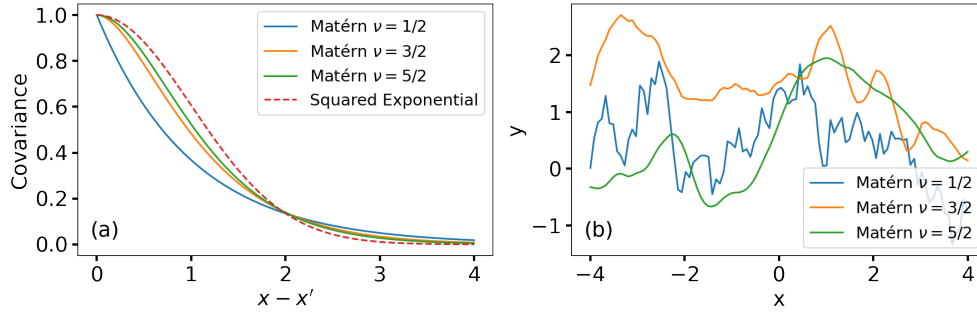 1.0
0.8
0.6
0.4
0.2
0.0
Covariance
Matérn ν = 1/2
Matérn ν = 3/2
Matérn ν = 5/2
Squared Exponential
(a)
0 1 2 3 4
x − x′
2
1
0
−1
y
Matérn ν = 1/2
Matérn ν = 3/2
Matérn ν = 5/2
(b)
−4 −2 0 2 4
x